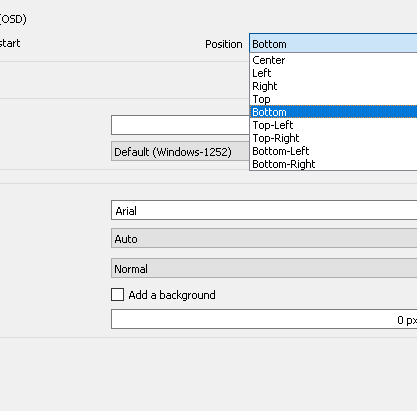 (OSD)
start
Position Bottom
Center
Left
Right
Top
Bottom
Top-Left
Top-Right
Bottom-Left
Bottom-Right
Default (Windows-1252)
Arial
Auto
Normal
Add a background
0 px